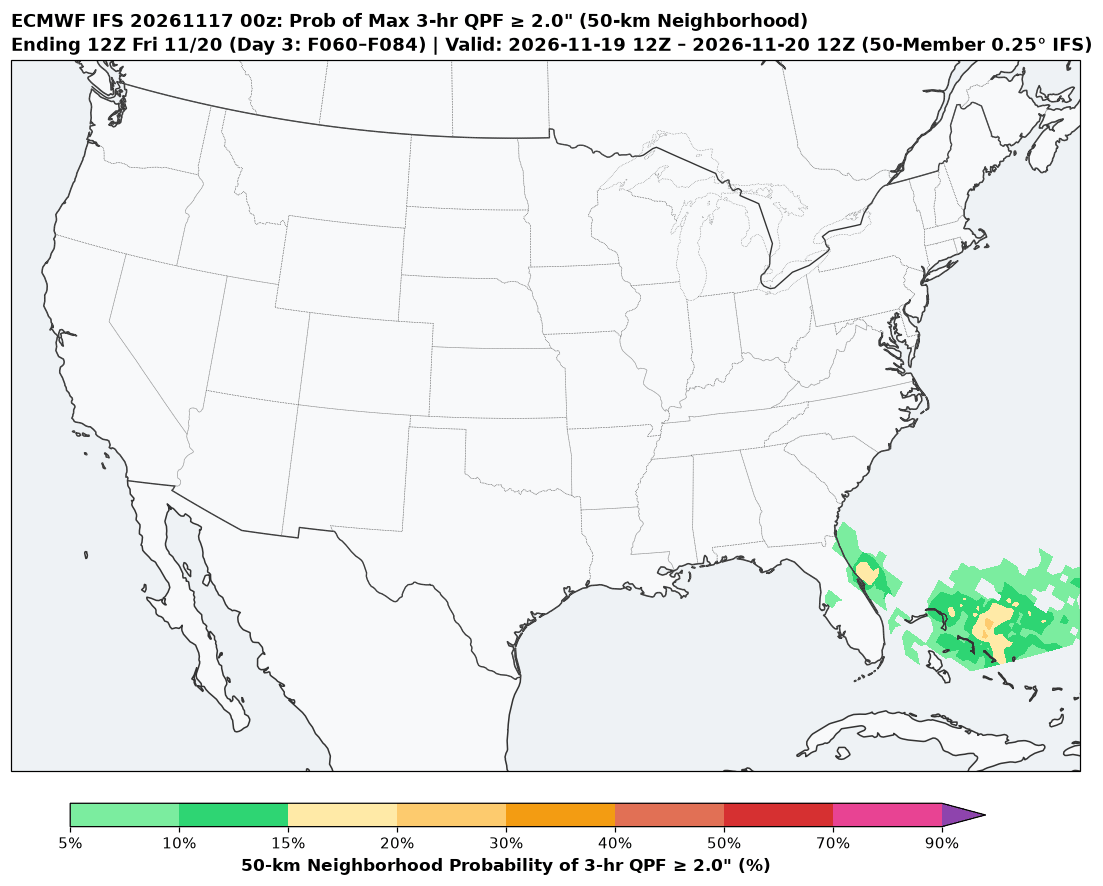 ECMWF IFS 20261117 00z: Prob of Max 3-hr QPF ≥ 2.0" (50-km Neighborhood)
Ending 12Z Fri 11/20 (Day 3: F060–F084) | Valid: 2026-11-19 12Z – 2026-11-20 12Z (50-Member 0.25° IFS)
5% 10% 15% 20% 30% 40% 50% 70% 90%
50-km Neighborhood Probability of 3-hr QPF ≥ 2.0" (%)